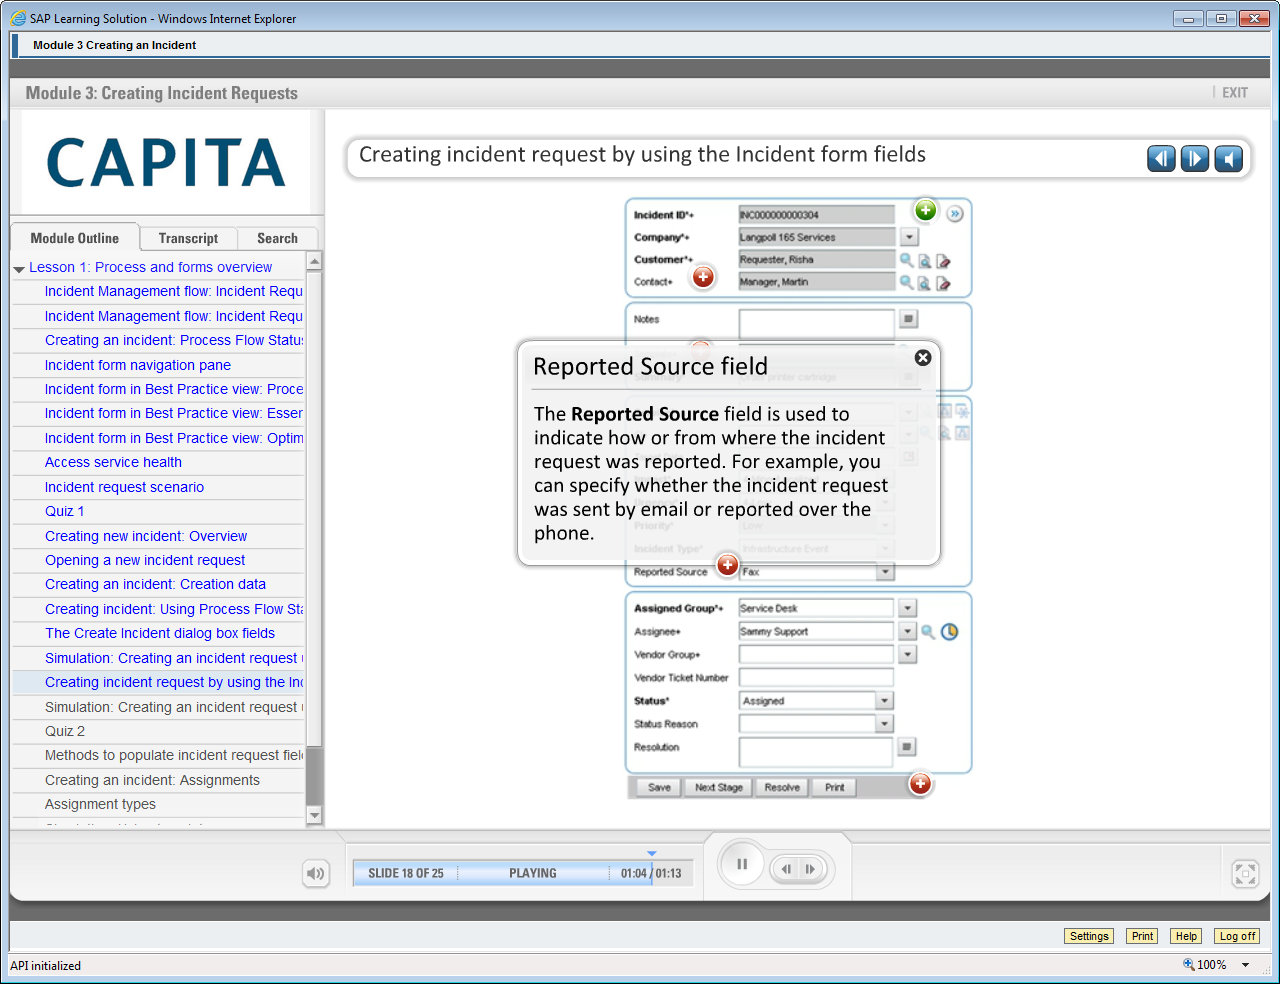 SAP Learning Solution - Windows Internet Explorer
Module 3 Creating an Incident
Module 3: Creating Incident Requests
EXIT
CAPITA
Module Outline
Transcript
Search
Lesson 1: Process and forms overview
Incident Management flow: Incident Requ
Incident Management flow: Incident Requ
Creating an incident: Process Flow Statu
Incident form navigation pane
Incident form in Best Practice view: Proce
Incident form in Best Practice view: Esser
Incident form in Best Practice view: Optim
Access service health
Incident request scenario
Quiz 1
Creating new incident: Overview
Opening a new incident request
Creating an incident: Creation data
Creating incident: Using Process Flow Sta
The Create Incident dialog box fields
Simulation: Creating an incident request
Creating incident request by using the Inc
Simulation: Creating an incident request
Quiz 2
Methods to populate incident request field
Creating an incident: Assignments
Assignment types
Creating incident request by using the Incident form fields
Incident ID*+ INC000000000304
Company*+ Langpoll 165 Services
Customer*+ Requester, Risha
Contact+ Manager, Martin
Notes
Summary* Order printer cartridge
Reported Source field
The Reported Source field is used to
indicate how or from where the incident
request was reported. For example, you
can specify whether the incident request
was sent by email or reported over the
phone.
Priority* Low
Incident Type* Infrastructure Event
Reported Source Fax
Assigned Group*+ Service Desk
Assignee+ Sammy Support
Vendor Group+
Vendor Ticket Number
Status* Assigned
Status Reason
Resolution
Save Next Stage Resolve Print
SLIDE 18 OF 25 PLAYING 01:04 / 01:13
Settings Print Help Log off
API initialized
100%